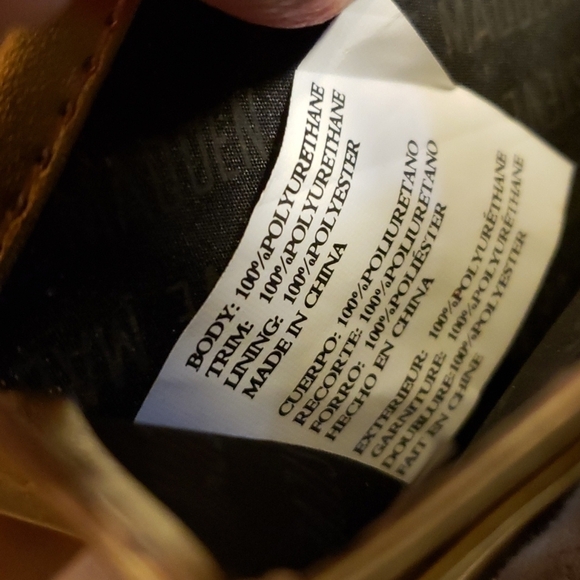 BODY: 100%POLYURETHANE
TRIM: 100%POLYURETHANE
LINING: 100%POLYESTER
MADE IN CHINA
CUERPO: 100%POLIURETANO
RECORTE: 100%POLIURETANO
FORRO: 100%POLIÉSTER
HECHO EN CHINA
EXTERIEUR: 100%POLYURÉTHANE
GARNITURE: 100%POLYURÉTHANE
DOUBLURE:100%POLYESTER
FAIT EN CHINE
MADDEN